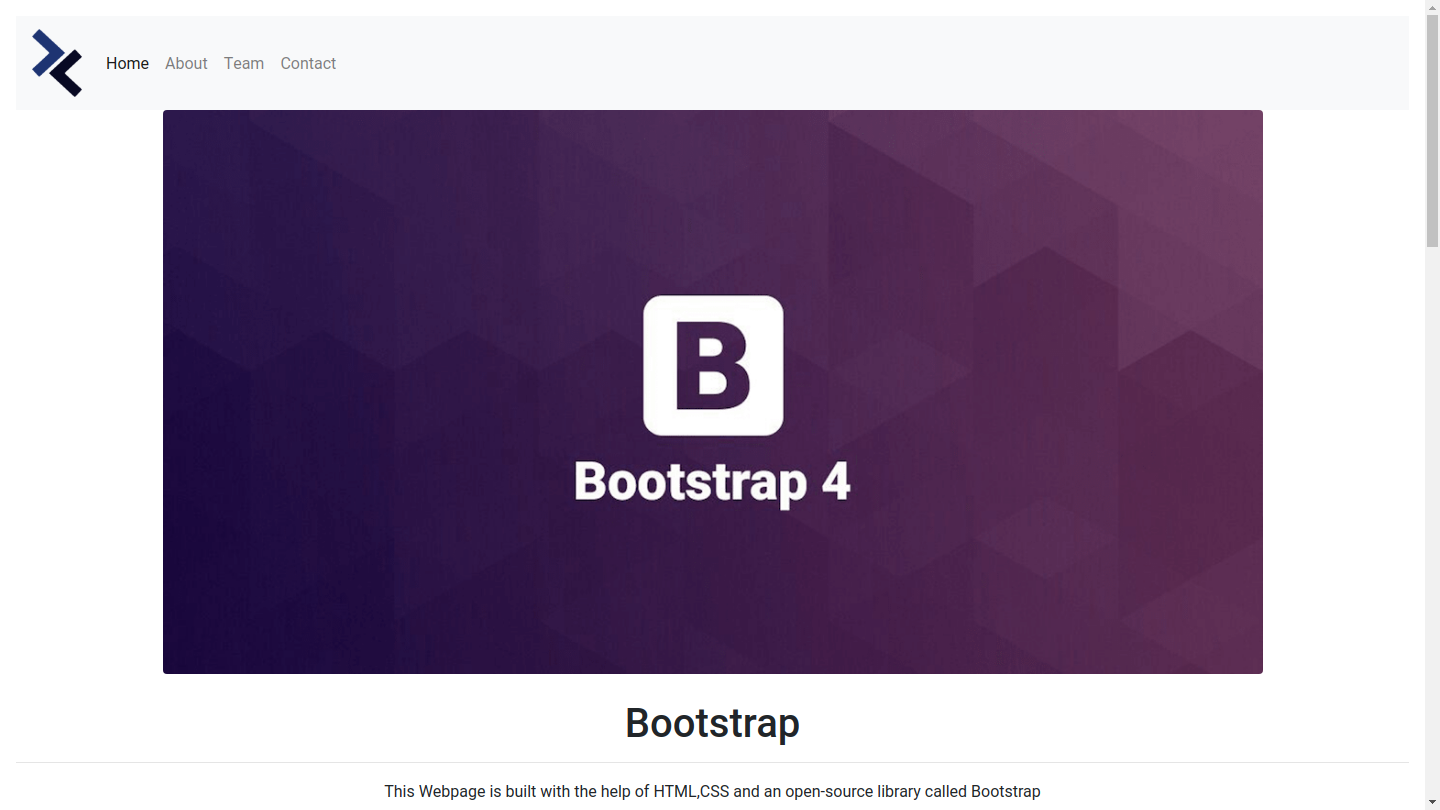 Home About Team Contact
B
Bootstrap 4
Bootstrap
This Webpage is built with the help of HTML,CSS and an open-source library called Bootstrap